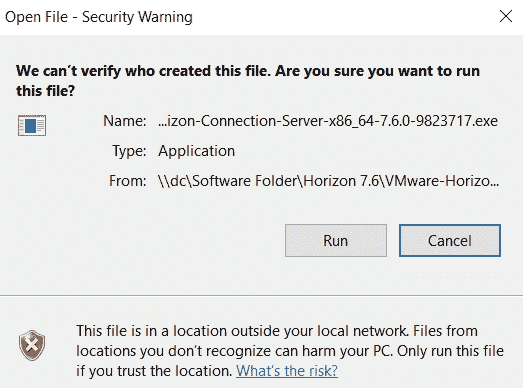 Open File - Security Warning
We can't verify who created this file. Are you sure you want to run
this file?
Name: ...izon-Connection-Server-x86_64-7.6.0-9823717.exe
Type: Application
From: \\dc\Software Folder\Horizon 7.6\VMware-Horizo...
Run Cancel
This file is in a location outside your local network. Files from
locations you don't recognize can harm your PC. Only run this file
if you trust the location. What's the risk?